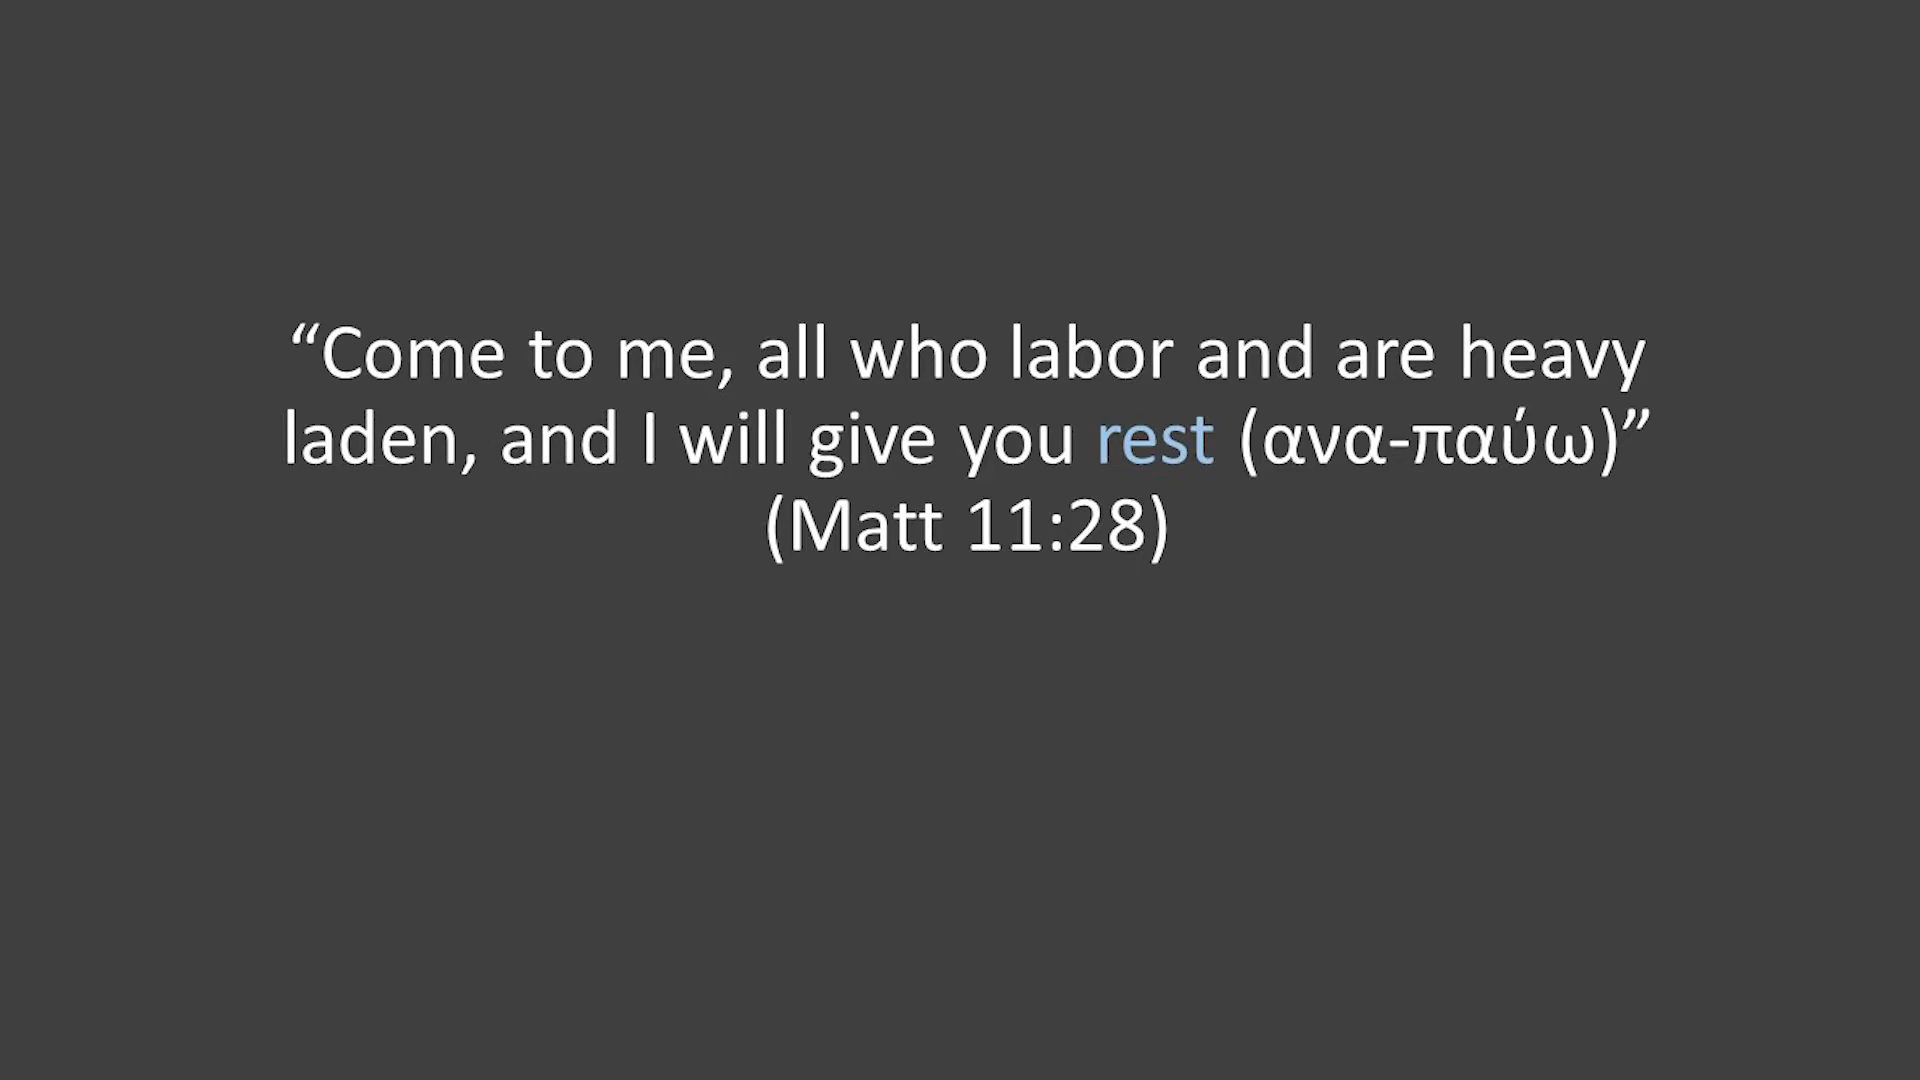 “Come to me, all who labor and are heavy
laden, and I will give you rest (ανα-παύω)”
(Matt 11:28)